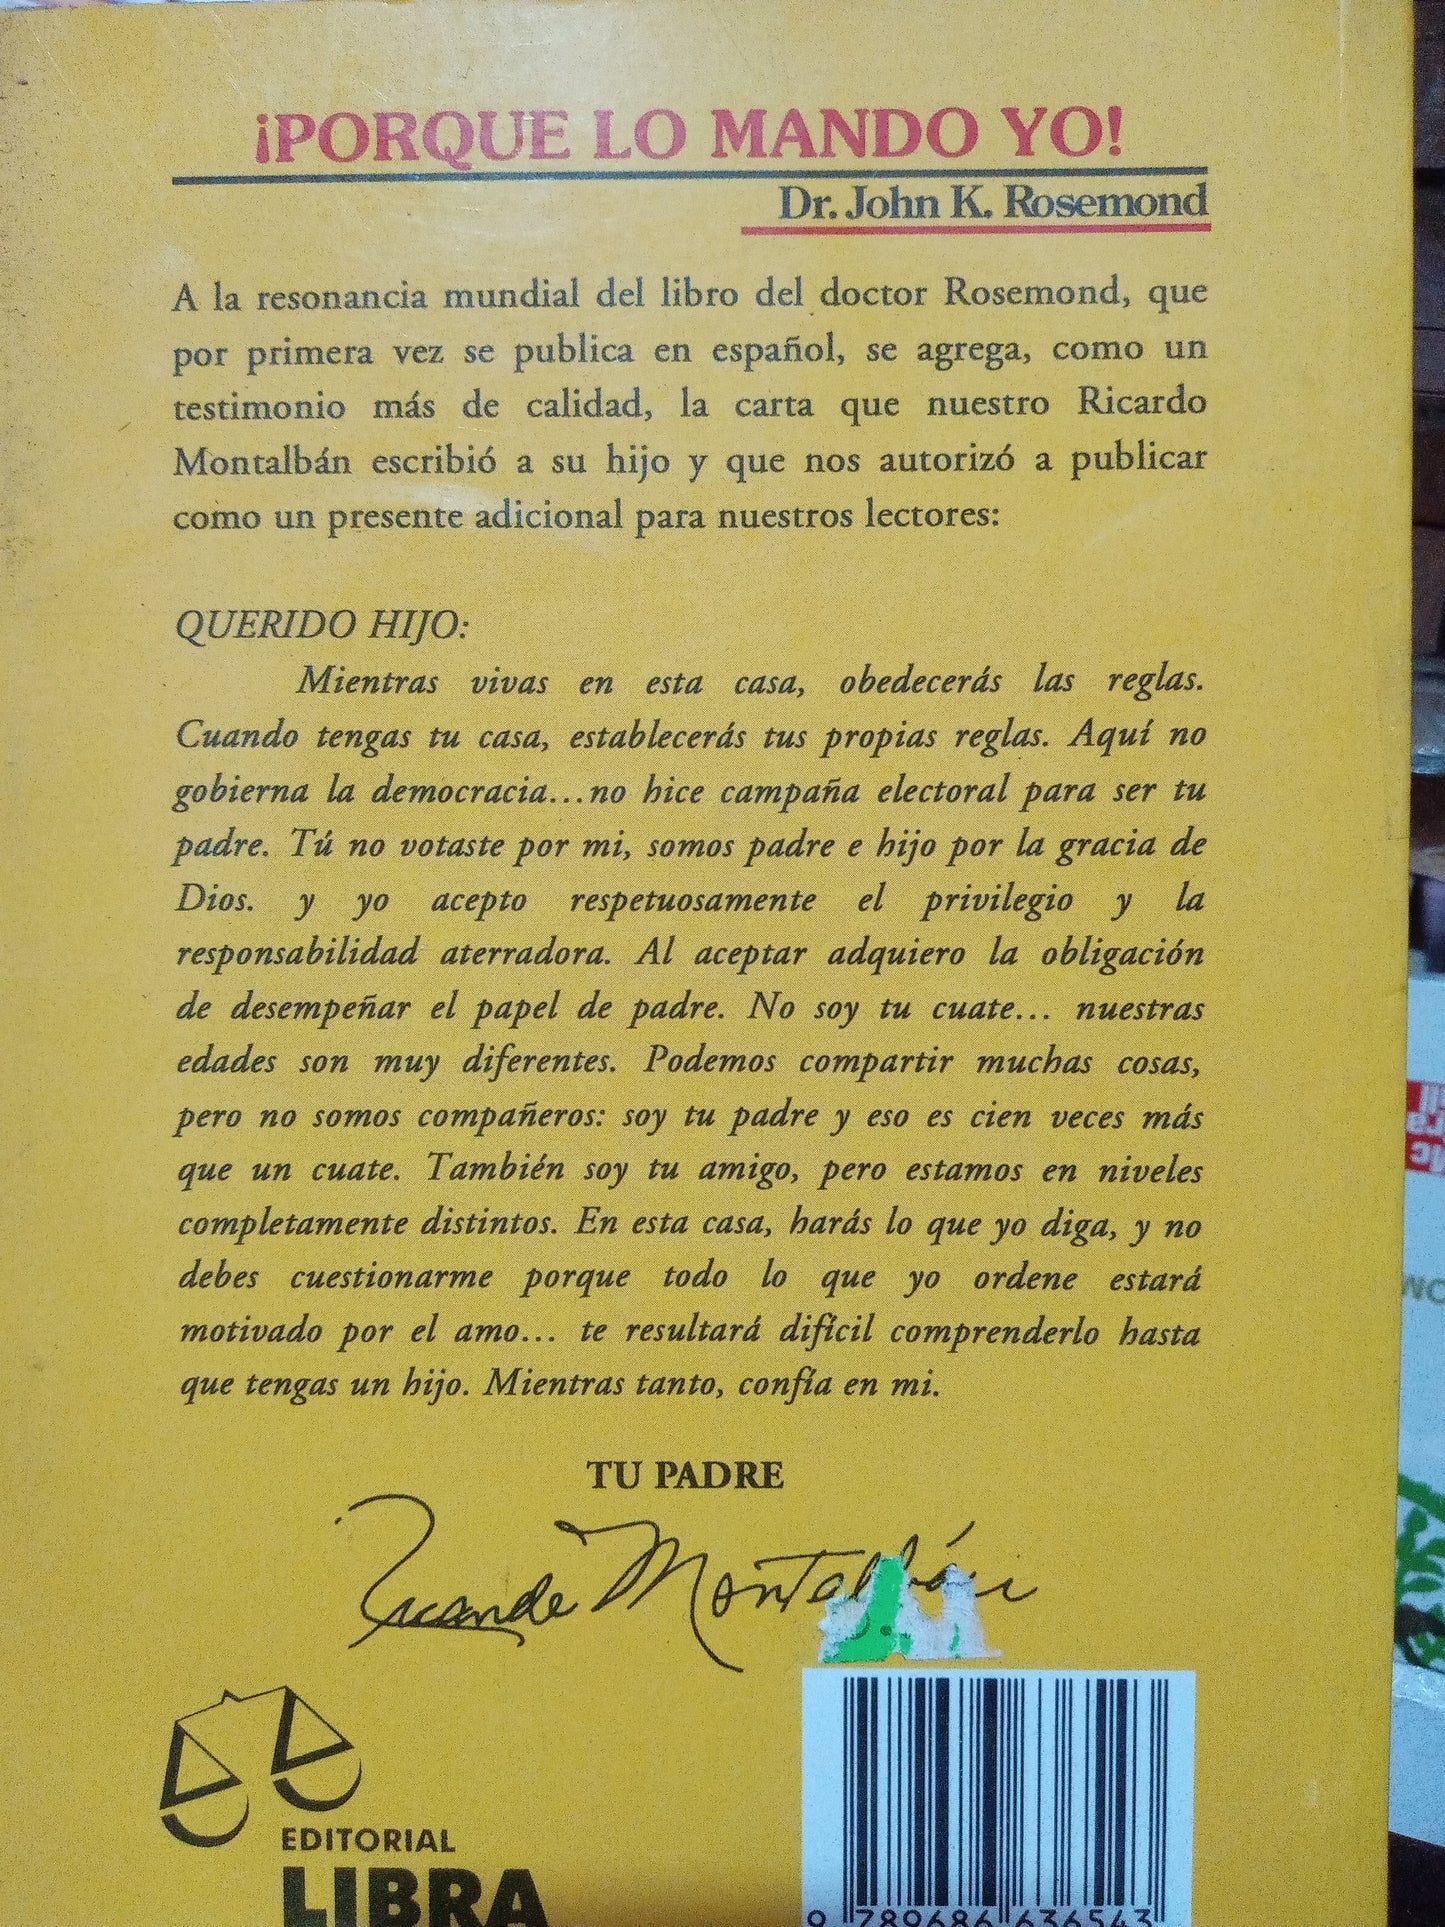 ¡PORQUE LO MANDO YO!
Dr. John K. Rosemond
A la resonancia mundial del libro del doctor Rosemond, que
por primera vez se publica en español, se agrega, como un
testimonio más de calidad, la carta que nuestro Ricardo
Montalbán escribió a su hijo y que nos autorizó a publicar
como un presente adicional para nuestros lectores:
QUERIDO HIJO:
Mientras vivas en esta casa, obedecerás las reglas.
Cuando tengas tu casa, establecerás tus propias reglas. Aquí no
gobierna la democracia...no hice campaña electoral para ser tu
padre. Tú no votaste por mi, somos padre e hijo por la gracia de
Dios. y yo acepto respetuosamente el privilegio y la
responsabilidad aterradora. Al aceptar adquiero la obligación
de desempeñar el papel de padre. No soy tu cuate... nuestras
edades son muy diferentes. Podemos compartir muchas cosas,
pero no somos compañeros: soy tu padre y eso es cien veces más
que un cuate. También soy tu amigo, pero estamos en niveles
completamente distintos. En esta casa, harás lo que yo diga, y no
debes cuestionarme porque todo lo que yo ordene estará
motivado por el amo... te resultará difícil comprenderlo hasta
que tengas un hijo. Mientras tanto, confía en mi.
TU PADRE
Ricardo Montalbán
EDITORIAL
LIBRA
9 789686 636543